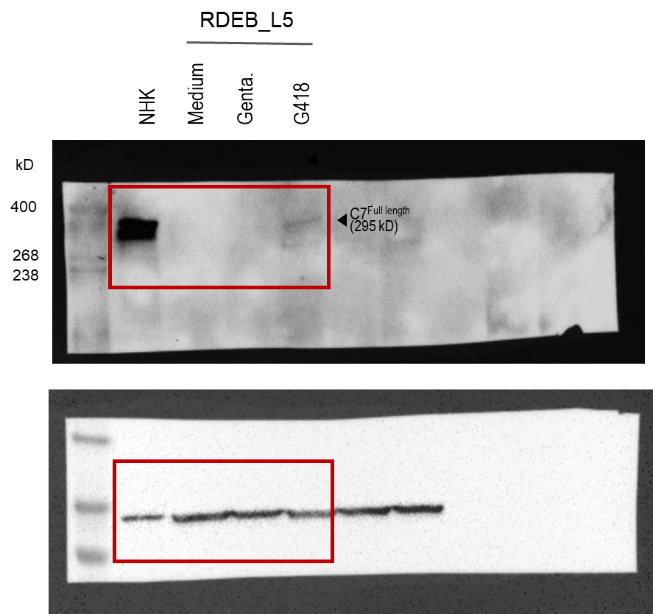 RDEB_L5
NHK
Medium
Genta.
G418
kD
400
268
238
C7Full length
(295 kD)